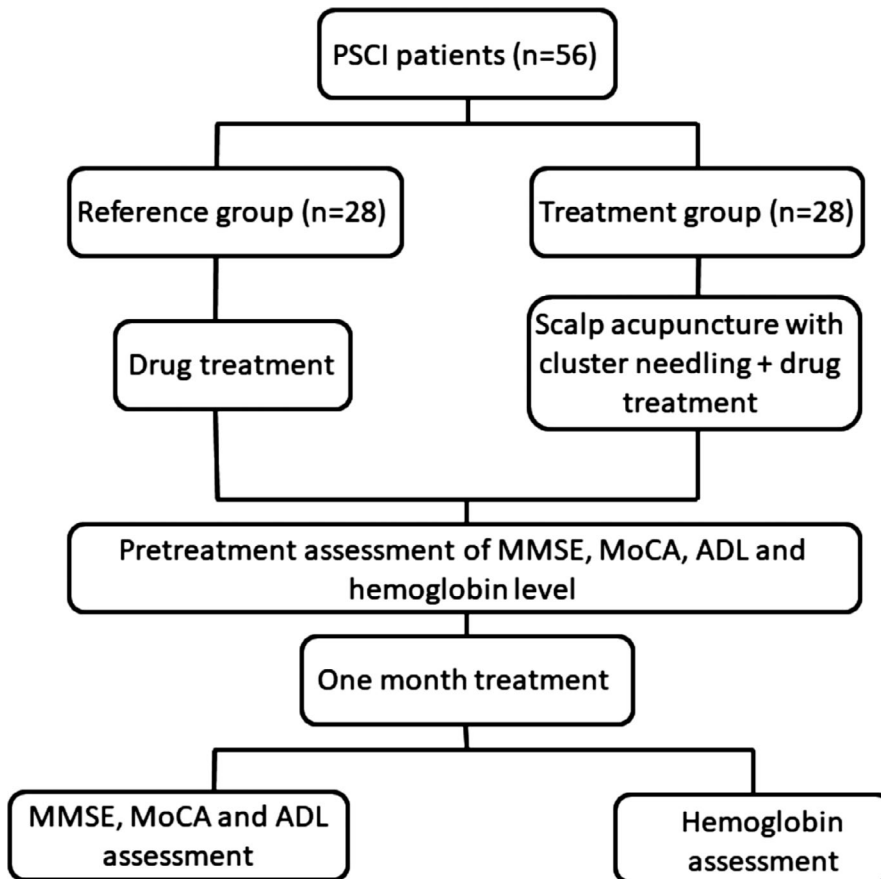 PSCI patients (n=56)
Reference group (n=28)
Treatment group (n=28)
Drug treatment
Scalp acupuncture with
cluster needling + drug
treatment
Pretreatment assessment of MMSE, MoCA, ADL and
hemoglobin level
One month treatment
MMSE, MoCA and ADL
assessment
Hemoglobin
assessment